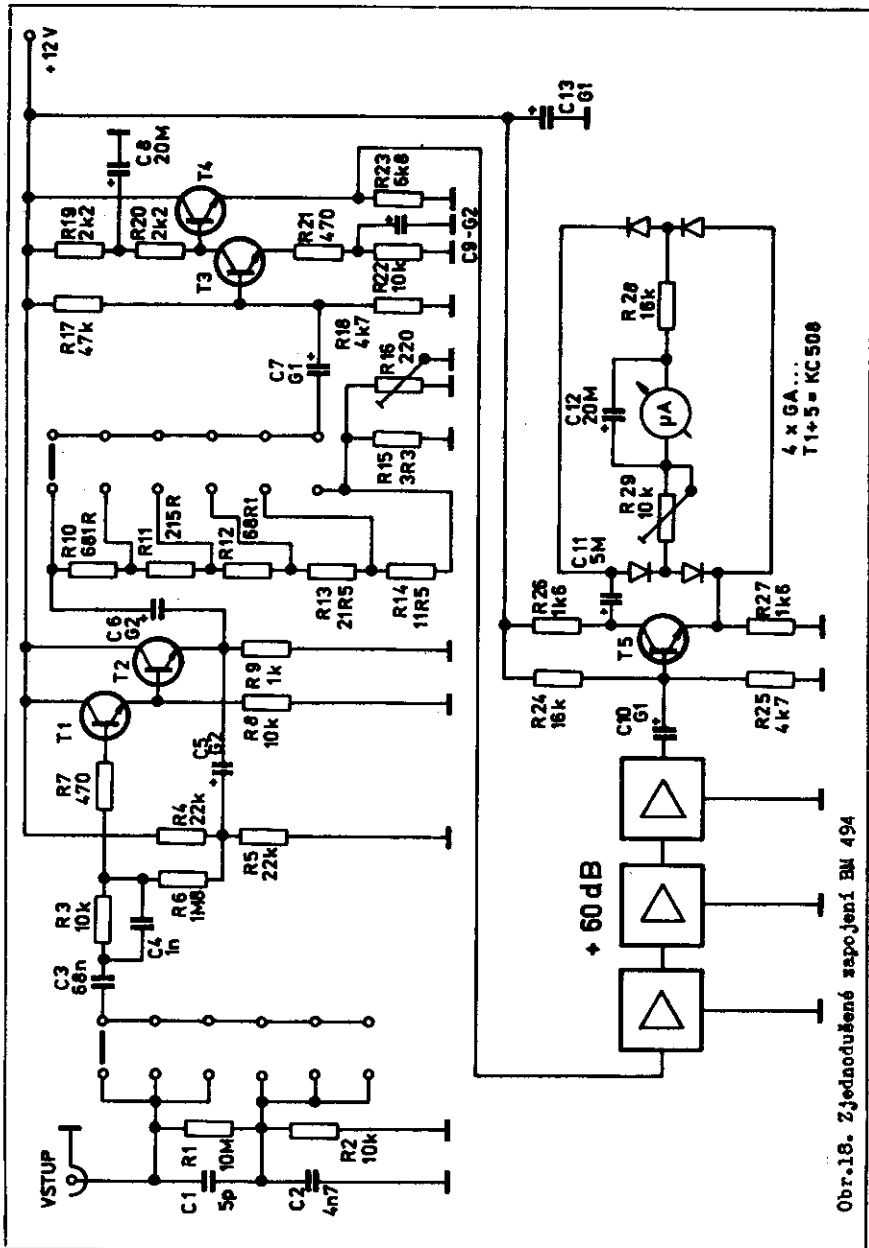 VSTUP
C1
5p
R1
10M
C2
4n7
R2
10k
C3
68n
R3
10k
C4
1n
R6
1M8
R7
470
R4
22k
R5
22k
T1
T2
C5
G2
R8
10k
R9
1k
C6
G2
R10
681R
R11
215R
R12
68R1
R13
21R5
R14
11R5
R15
3R3
R16
220
C7
G1
R17
47k
R18
4k7
T3
T4
R19
2k2
R20
2k2
C8
20M
R21
470
R22
10k
C9-G2
R23
6k8
+12V
+ 60 dB
C10
G1
R24
16k
R25
4k7
T5
R26
1k6
R27
1k6
C11
5M
R29
10k
C12
20M
µA
R28
16k
C13
G1
4 x GA...
T1÷5 = KC508
Obr.18. Zjednodušené zapojení BM 494